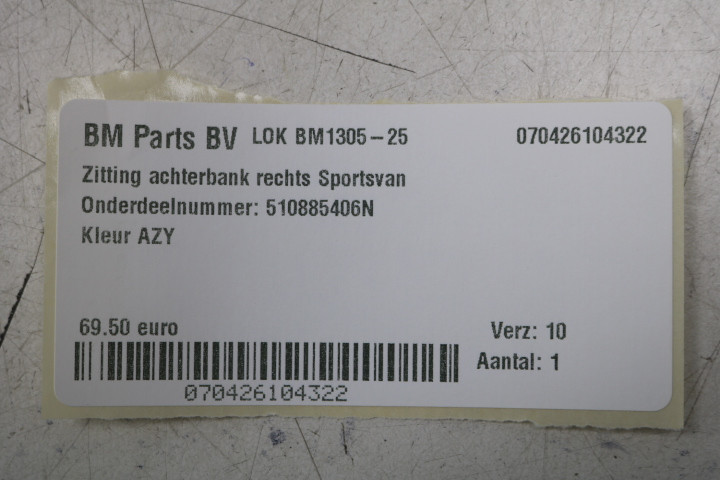 BM Parts BV LOK BM1305-25 070426104322
Zitting achterbank rechts Sportsvan
Onderdeelnummer: 510885406N
Kleur AZY
69.50 euro Verz: 10
Aantal: 1
070426104322